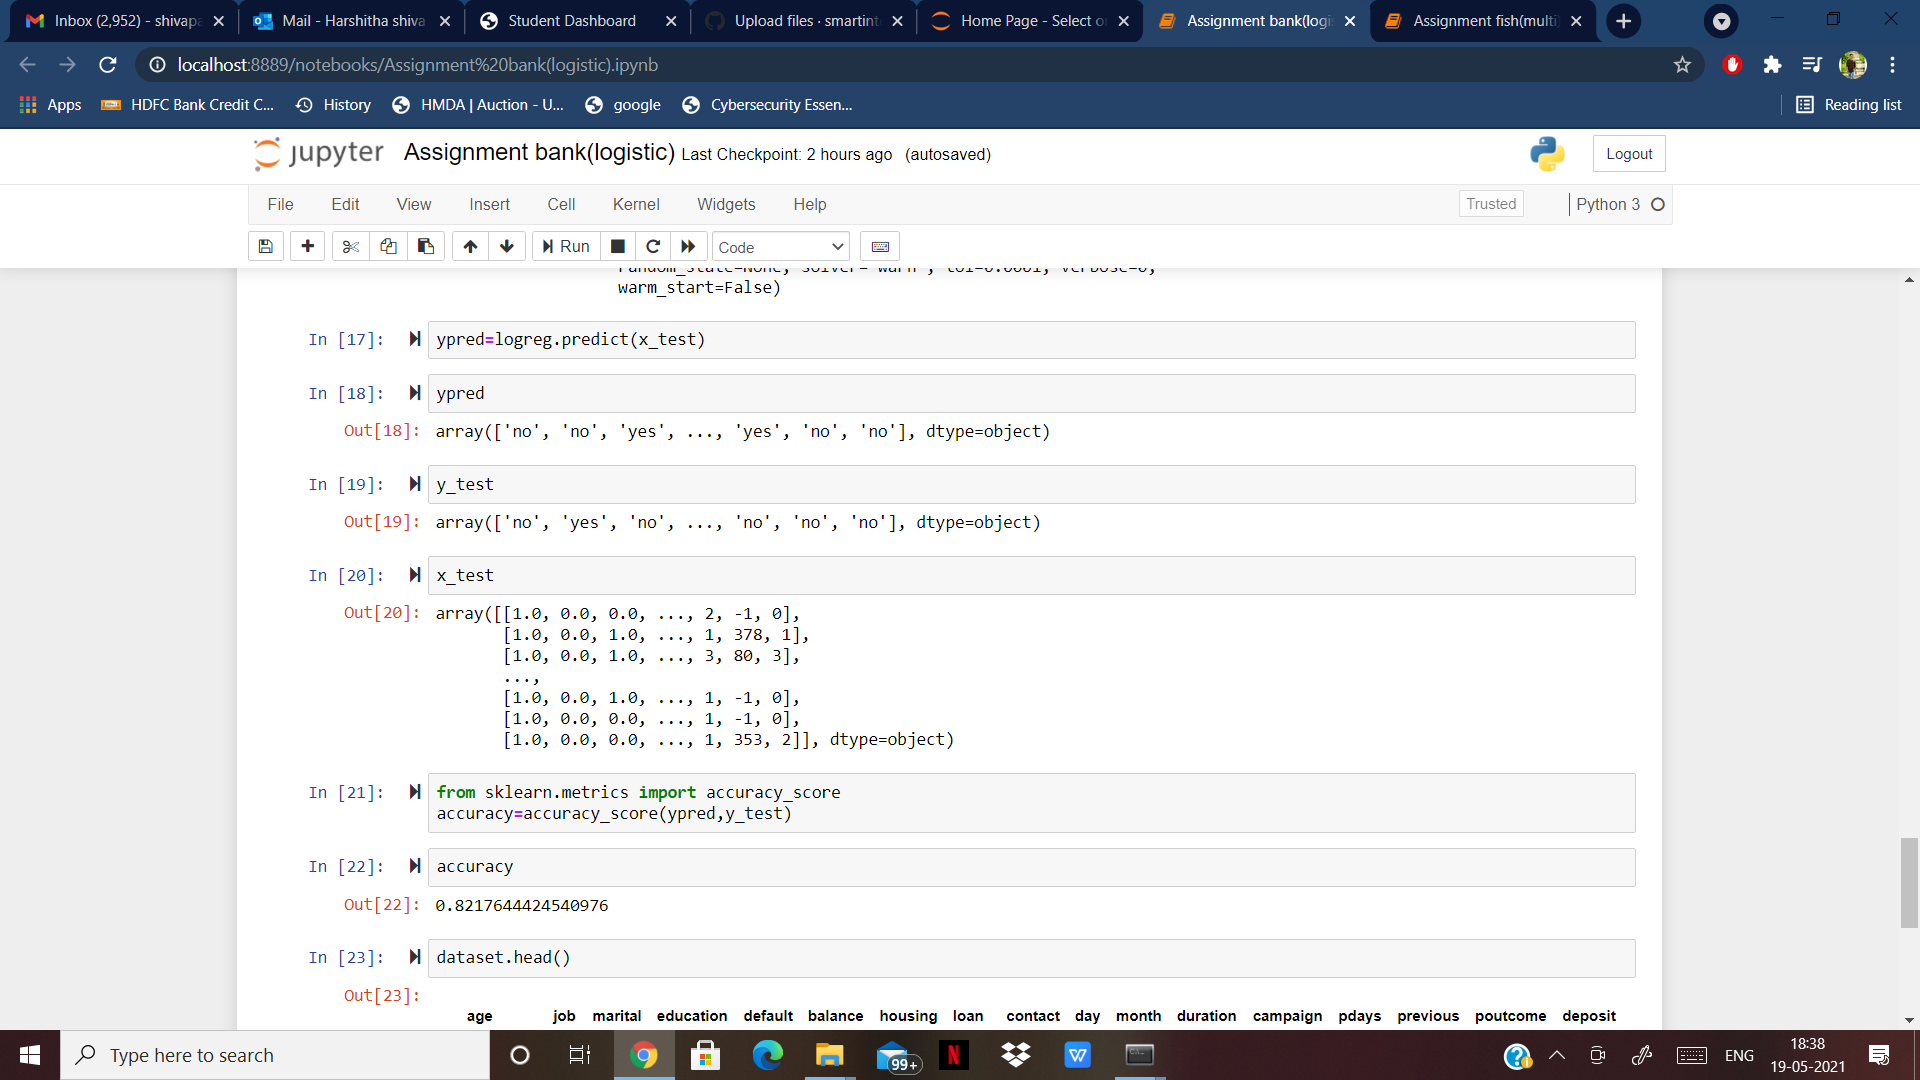 Inbox (2,952) - shivapa
Mail - Harshitha shiva
Student Dashboard
Upload files · smartint
Home Page - Select or
Assignment bank(logi
Assignment fish(multi
localhost:8889/notebooks/Assignment%20bank(logistic).ipynb
Apps
HDFC Bank Credit C...
History
HMDA | Auction - U...
google
Cybersecurity Essen...
Reading list
jupyter
Assignment bank(logistic) Last Checkpoint: 2 hours ago (autosaved)
Logout
File Edit View Insert Cell Kernel Widgets Help
Trusted
Python 3
Run
Code
random_state=None, solver='warn', tol=0.0001, verbose=0,
warm_start=False)
In [17]: ypred=logreg.predict(x_test)
In [18]: ypred
Out[18]: array(['no', 'no', 'yes', ..., 'yes', 'no', 'no'], dtype=object)
In [19]: y_test
Out[19]: array(['no', 'yes', 'no', ..., 'no', 'no', 'no'], dtype=object)
In [20]: x_test
Out[20]: array([[1.0, 0.0, 0.0, ..., 2, -1, 0],
[1.0, 0.0, 1.0, ..., 1, 378, 1],
[1.0, 0.0, 1.0, ..., 3, 80, 3],
...,
[1.0, 0.0, 1.0, ..., 1, -1, 0],
[1.0, 0.0, 0.0, ..., 1, -1, 0],
[1.0, 0.0, 0.0, ..., 1, 353, 2]], dtype=object)
In [21]: from sklearn.metrics import accuracy_score
accuracy=accuracy_score(ypred,y_test)
In [22]: accuracy
Out[22]: 0.8217644424540976
In [23]: dataset.head()
Out[23]:
age job marital education default balance housing loan contact day month duration campaign pdays previous poutcome deposit
Type here to search
99+
N
W
ENG
18:38
19-05-2021